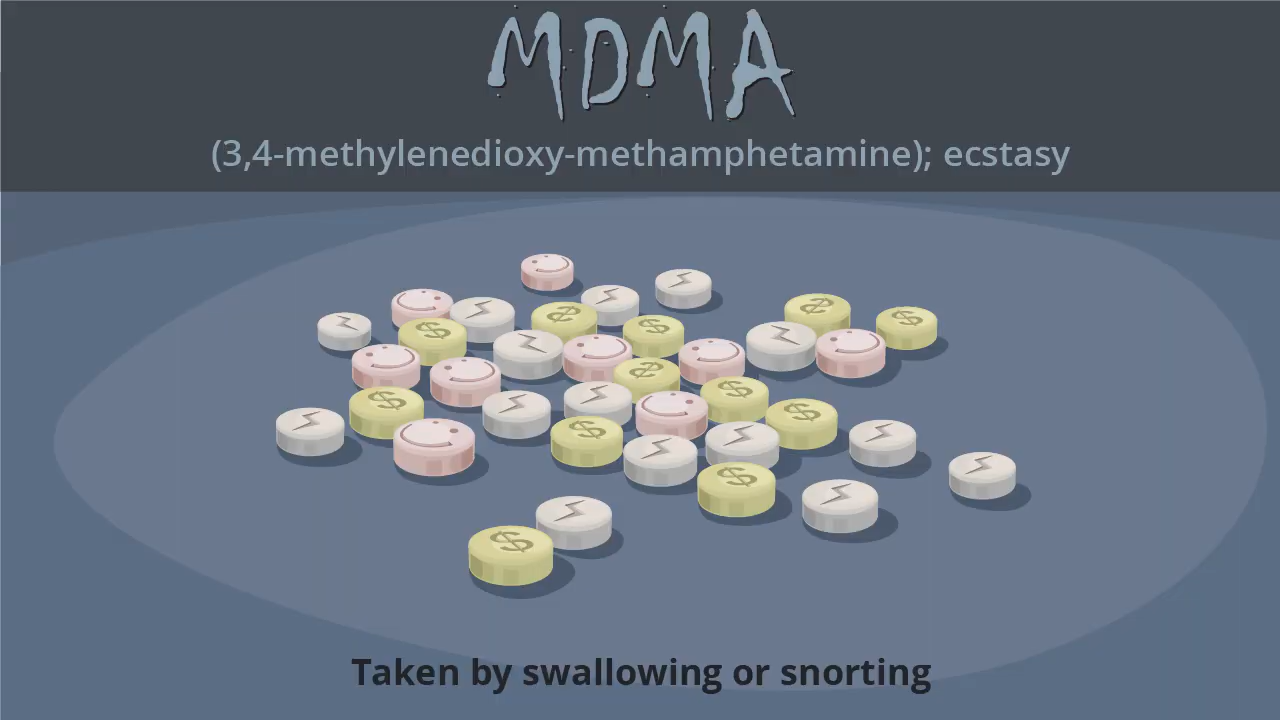 MDMA
(3,4-methylenedioxy-methamphetamine); ecstasy
Taken by swallowing or snorting